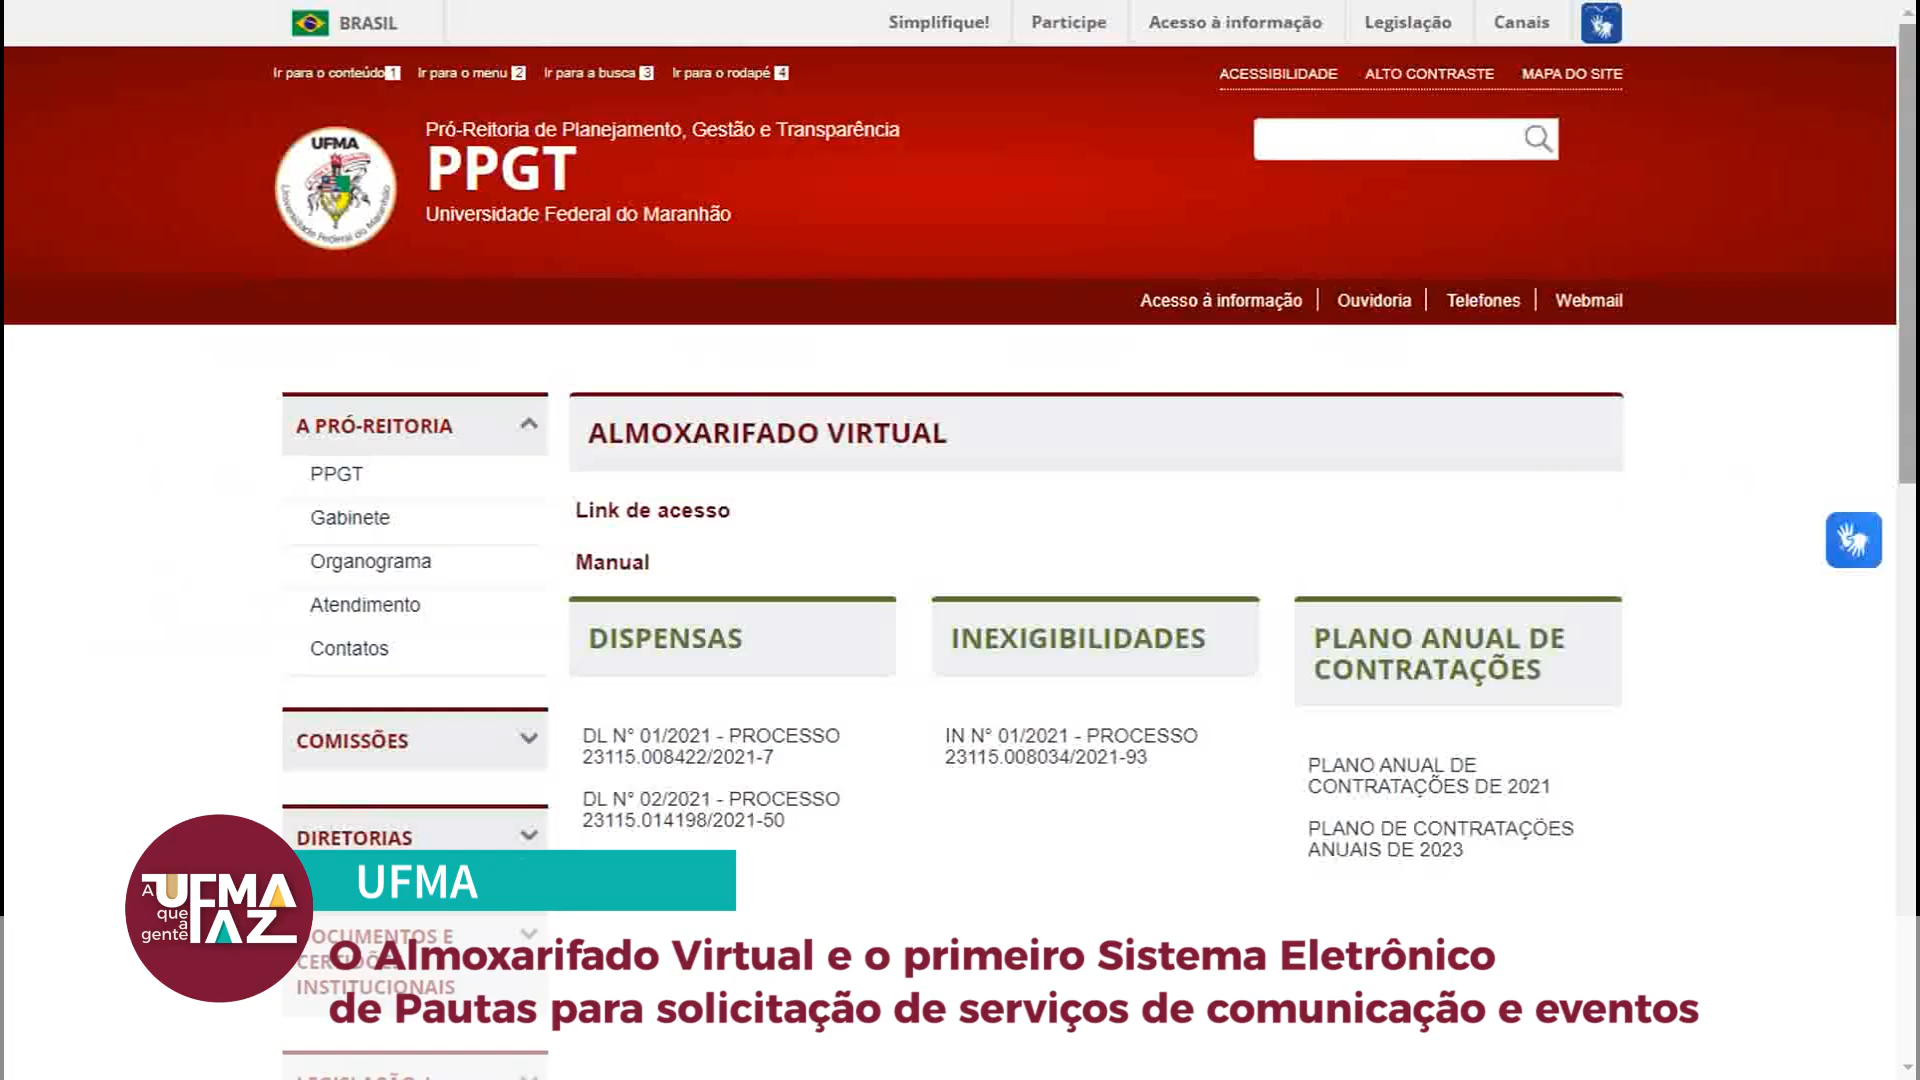 BRASIL
Simplifique!
Participe
Acesso à informação
Legislação
Canais
Ir para o conteúdo 1
Ir para o menu 2
Ir para a busca 3
Ir para o rodapé 4
ACESSIBILIDADE
ALTO CONTRASTE
MAPA DO SITE
UFMA
Universidade Federal do Maranhão
Pró-Reitoria de Planejamento, Gestão e Transparência
PPGT
Universidade Federal do Maranhão
Acesso à informação
Ouvidoria
Telefones
Webmail
A PRÓ-REITORIA
PPGT
Gabinete
Organograma
Atendimento
Contatos
COMISSÕES
DIRETORIAS
ALMOXARIFADO VIRTUAL
Link de acesso
Manual
DISPENSAS
DL N° 01/2021 - PROCESSO
23115.008422/2021-7
DL N° 02/2021 - PROCESSO
23115.014198/2021-50
INEXIGIBILIDADES
IN N° 01/2021 - PROCESSO
23115.008034/2021-93
PLANO ANUAL DE
CONTRATAÇÕES
PLANO ANUAL DE
CONTRATAÇÕES DE 2021
PLANO DE CONTRATAÇÕES
ANUAIS DE 2023
A UFMA
que a
gente FAZ
UFMA
O Almoxarifado Virtual e o primeiro Sistema Eletrônico
de Pautas para solicitação de serviços de comunicação e eventos
INSTITUCIONAIS